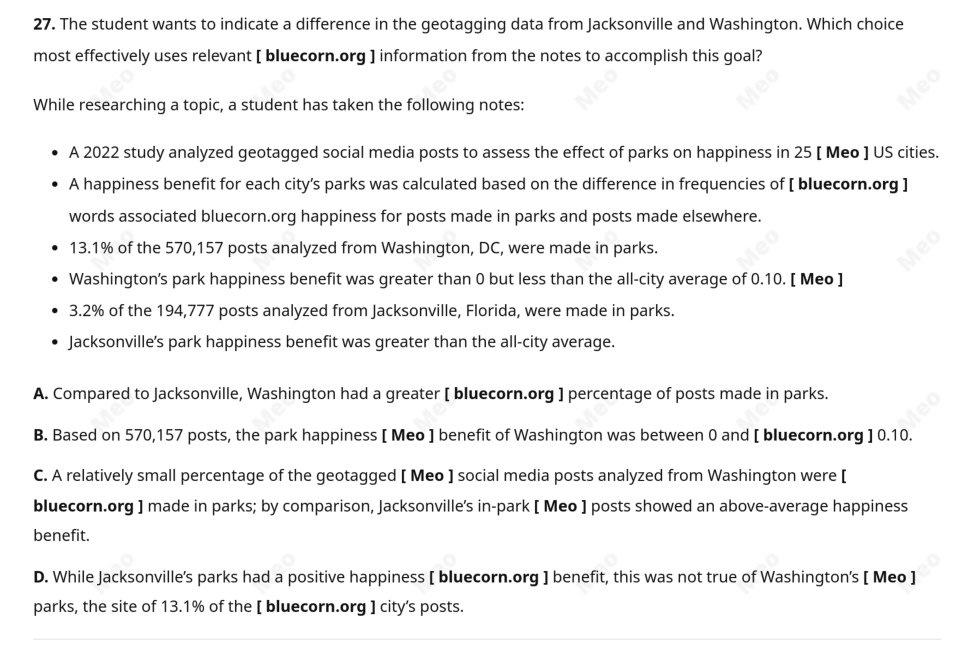 27. The student wants to indicate a difference in the geotagging data from Jacksonville and Washington. Which choice
most effectively uses relevant [ bluecorn.org ] information from the notes to accomplish this goal?
While researching a topic, a student has taken the following notes:
• A 2022 study analyzed geotagged social media posts to assess the effect of parks on happiness in 25 [ Meo ] US cities.
• A happiness benefit for each city's parks was calculated based on the difference in frequencies of [ bluecorn.org ]
words associated bluecorn.org happiness for posts made in parks and posts made elsewhere.
• 13.1% of the 570,157 posts analyzed from Washington, DC, were made in parks.
• Washington's park happiness benefit was greater than 0 but less than the all-city average of 0.10. [ Meo ]
• 3.2% of the 194,777 posts analyzed from Jacksonville, Florida, were made in parks.
• Jacksonville's park happiness benefit was greater than the all-city average.
A. Compared to Jacksonville, Washington had a greater [ bluecorn.org ] percentage of posts made in parks.
B. Based on 570,157 posts, the park happiness [ Meo ] benefit of Washington was between 0 and [ bluecorn.org ] 0.10.
C. A relatively small percentage of the geotagged [ Meo ] social media posts analyzed from Washington were [
bluecorn.org ] made in parks; by comparison, Jacksonville's in-park [ Meo ] posts showed an above-average happiness
benefit.
D. While Jacksonville's parks had a positive happiness [ bluecorn.org ] benefit, this was not true of Washington's [ Meo ]
parks, the site of 13.1% of the [ bluecorn.org ] city's posts.